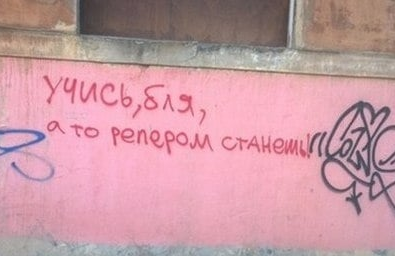 учись, бля,
а то репером станешь!